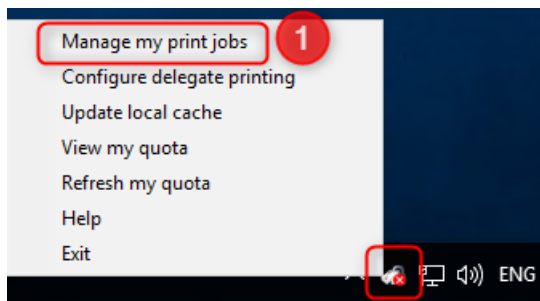 Manage my print jobs
1
Configure delegate printing
Update local cache
View my quota
Refresh my quota
Help
Exit
ENG